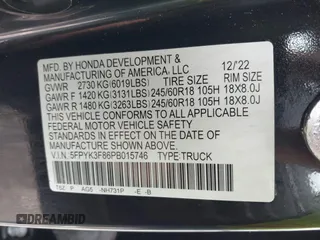 MFD. BY HONDA DEVELOPMENT &
MANUFACTURING OF AMERICA, LLC 12/'22
GVWR 2730 KG(6019LBS) TIRE SIZE RIM SIZE
GAWR F 1420 KG(3131LBS) 245/60R18 105H 18X8.0J
GAWR R 1480 KG(3263LBS) 245/60R18 105H 18X8.0J
THIS VEHICLE CONFORMS TO ALL APPLICABLE
FEDERAL MOTOR VEHICLE SAFETY STANDARDS IN
EFFECT ON THE DATE OF MANUFACTURE SHOWN ABOVE.
V.I.N. 5FPYK3F86PB015746 TYPE:TRUCK
P AG5 -NH731P -E -B
DREAMBID